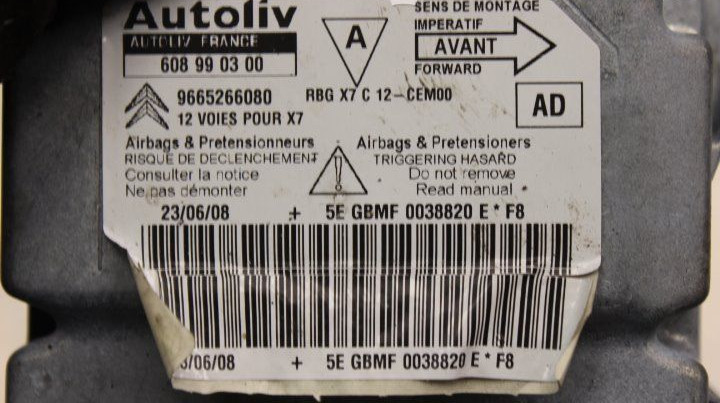 Autoliv
AUTOLIV FRANCE
608 99 03 00
A
SENS DE MONTAGE
IMPERATIF
AVANT
FORWARD
9665266080
RBG X7 C 12-CEM00
12 VOIES POUR X7
AD
Airbags & Pretensionneurs
RISQUE DE DECLENCHEMENT
Consulter la notice
Ne pas démonter
Airbags & Pretensioners
TRIGGERING HASARD
Do not remove
Read manual
23/06/08 + 5E GBMF 0038820 E * F8
3/06/08 + 5E GBMF 0038820 E * F8